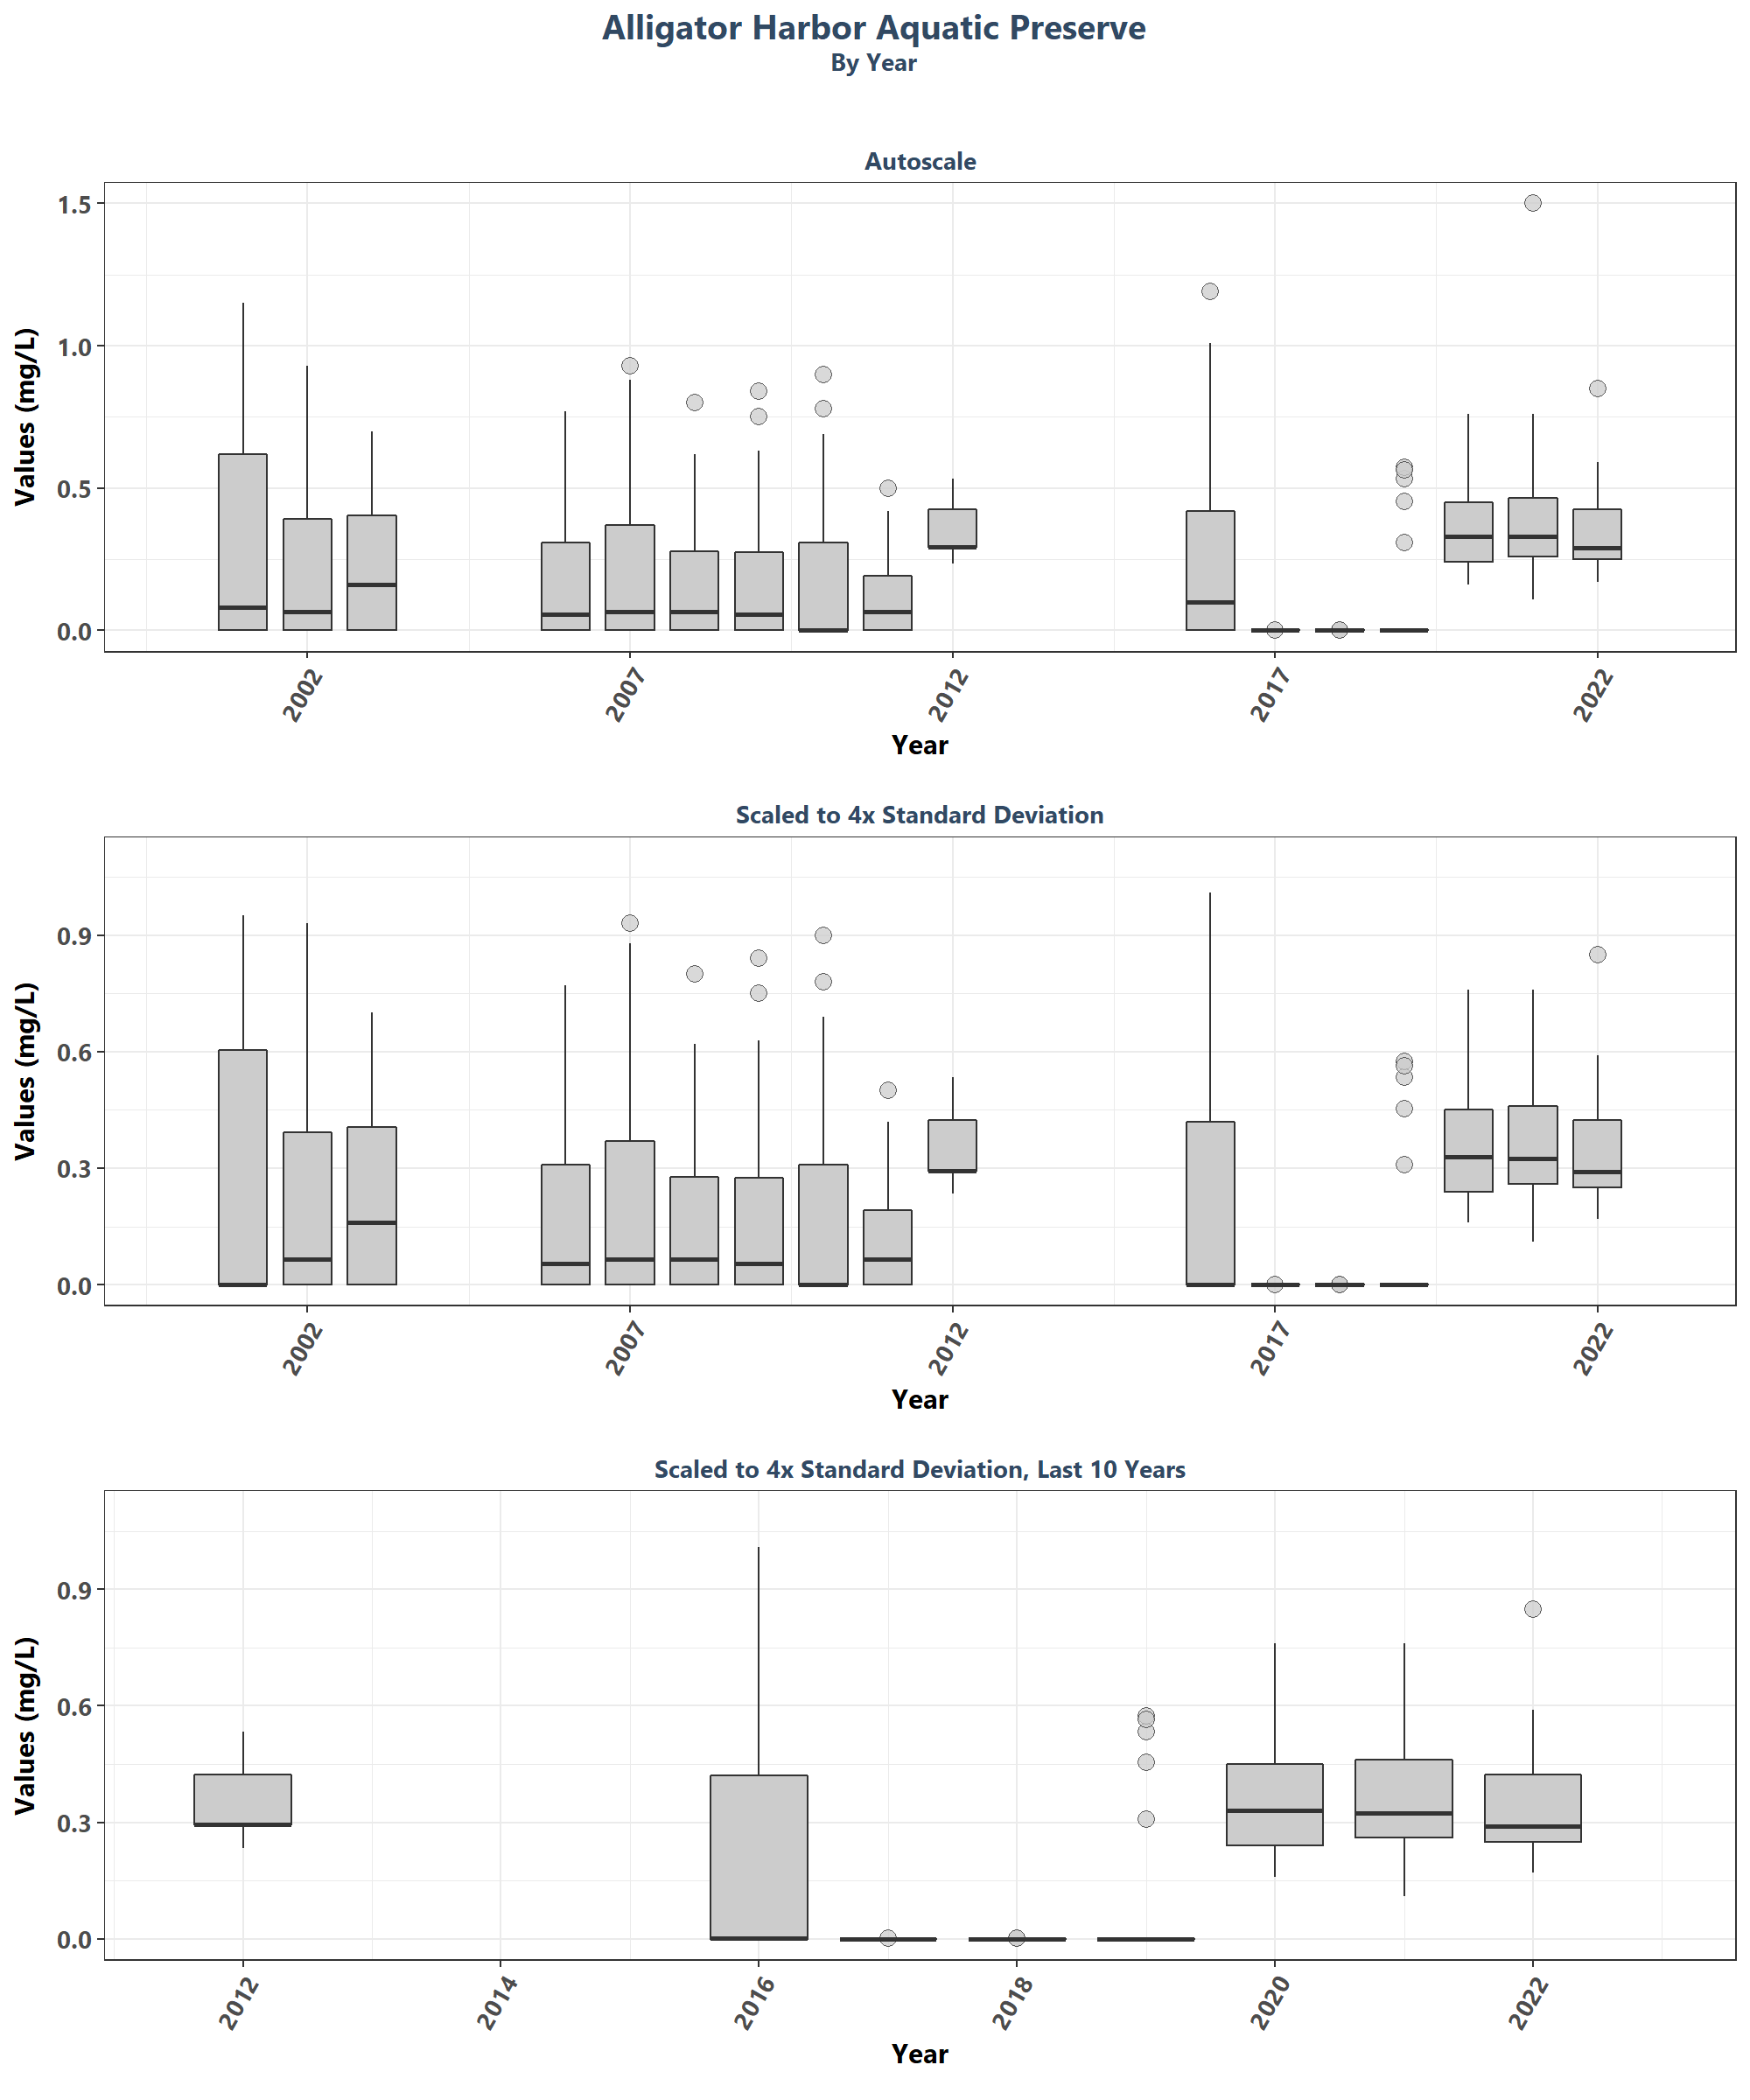 Alligator Harbor Aquatic Preserve
By Year
Autoscale
Values (mg/L)
1.5
1.0
0.5
0.0
2002
2007
2012
2017
2022
Year
Scaled to 4x Standard Deviation
Values (mg/L)
0.9
0.6
0.3
0.0
2002
2007
2012
2017
2022
Year
Scaled to 4x Standard Deviation, Last 10 Years
Values (mg/L)
0.9
0.6
0.3
0.0
2012
2014
2016
2018
2020
2022
Year